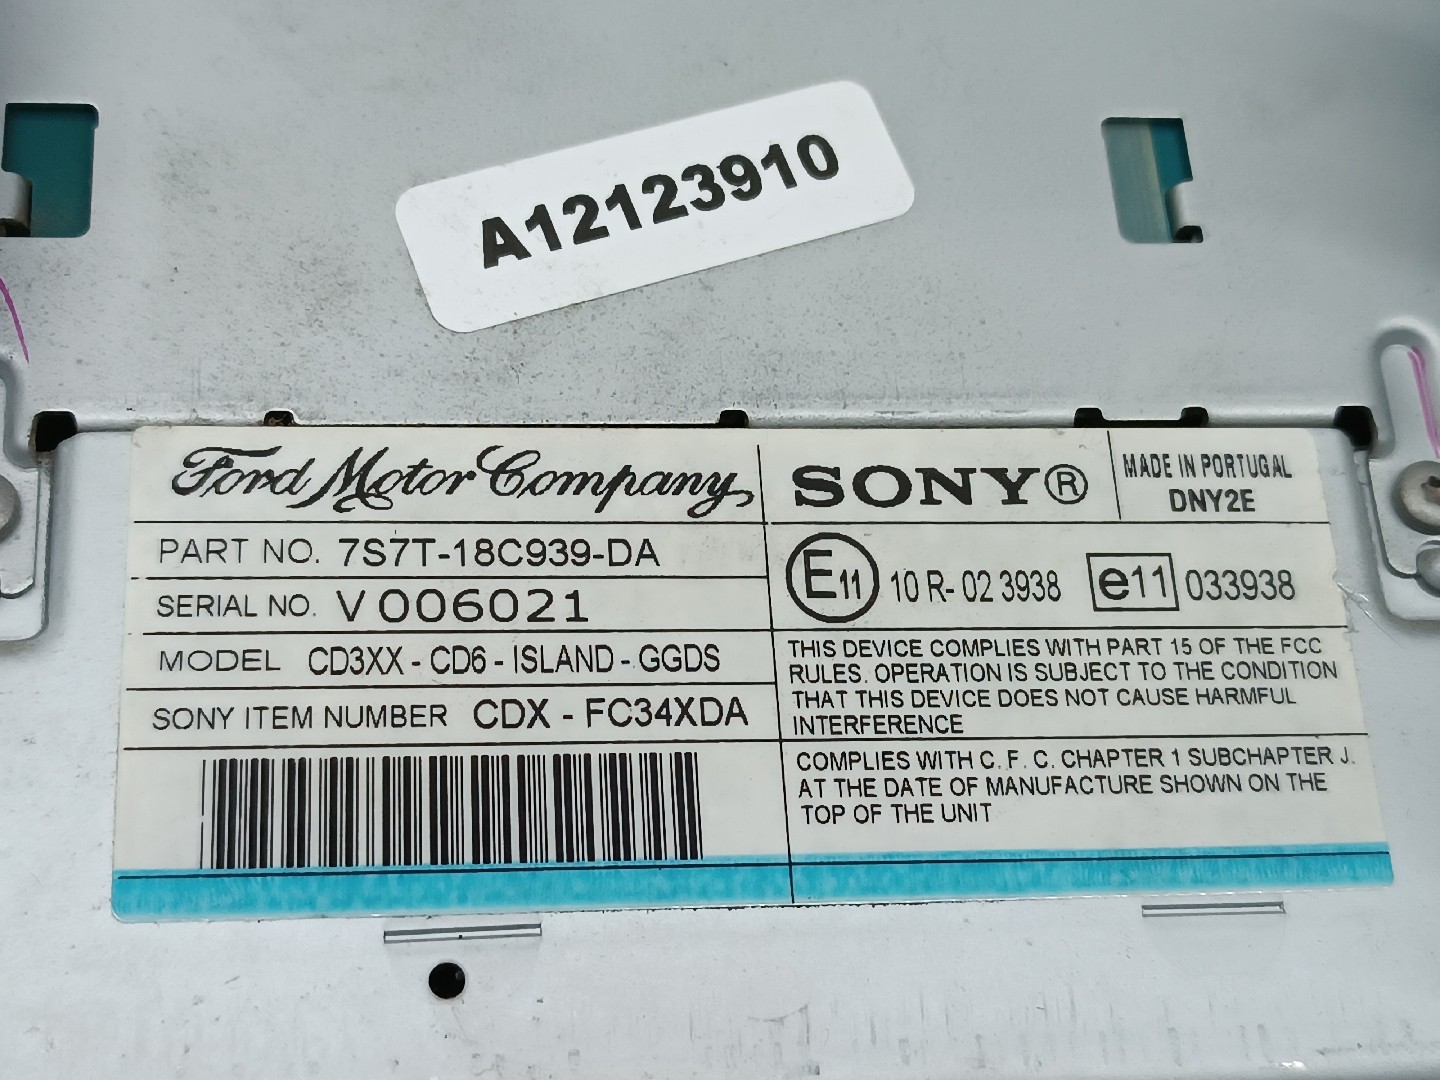 A12123910
Ford Motor Company
SONY®
MADE IN PORTUGAL
DNY2E
PART NO. 7S7T-18C939-DA
SERIAL NO. V006021
MODEL CD3XX - CD6 - ISLAND - GGDS
SONY ITEM NUMBER CDX - FC34XDA
E11 10 R- 02 3938 e11 033938
THIS DEVICE COMPLIES WITH PART 15 OF THE FCC
RULES. OPERATION IS SUBJECT TO THE CONDITION
THAT THIS DEVICE DOES NOT CAUSE HARMFUL
INTERFERENCE
COMPLIES WITH C. F. C. CHAPTER 1 SUBCHAPTER J.
AT THE DATE OF MANUFACTURE SHOWN ON THE
TOP OF THE UNIT